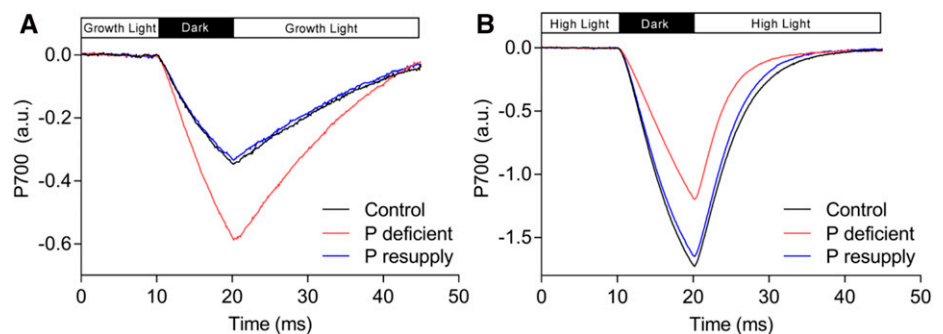 A
Growth Light Dark Growth Light
0.0
-0.2
-0.4
-0.6
P700 (a.u.)
Control
P deficient
P resupply
0 10 20 30 40 50
Time (ms)
B
High Light Dark High Light
0.0
-0.5
-1.0
-1.5
P700 (a.u.)
Control
P deficient
P resupply
0 10 20 30 40 50
Time (ms)